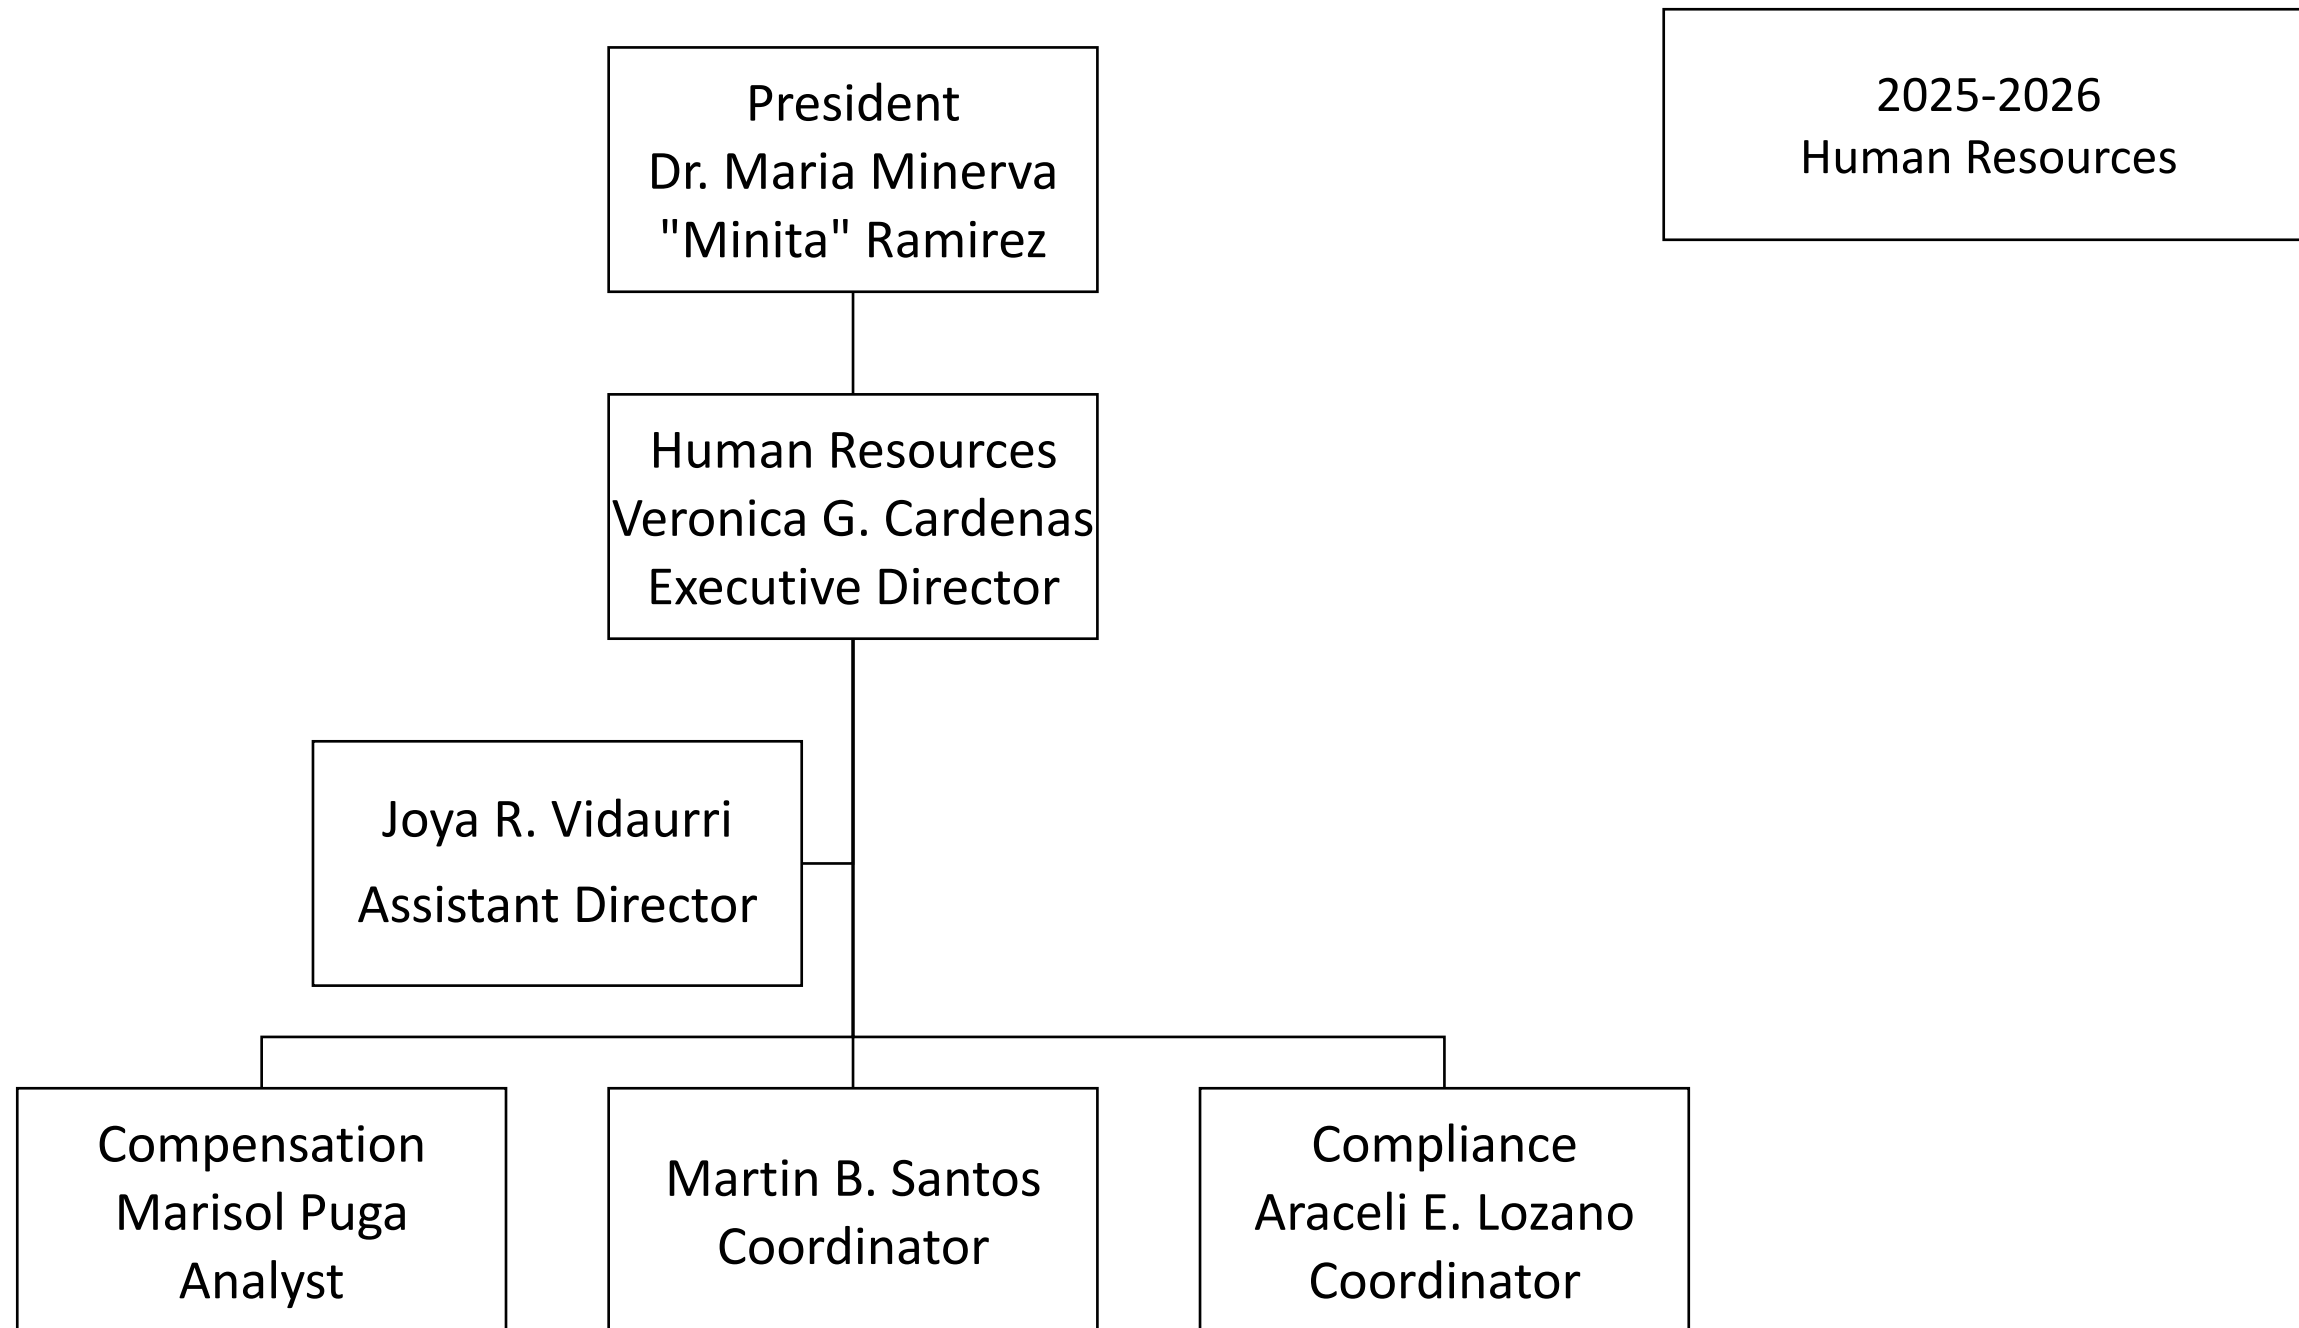 2025-2026
Human Resources
President
Dr. Maria Minerva
"Minita" Ramirez
Human Resources
Veronica G. Cardenas
Executive Director
Joya R. Vidaurri
Assistant Director
Compensation
Marisol Puga
Analyst
Martin B. Santos
Coordinator
Compliance
Araceli E. Lozano
Coordinator